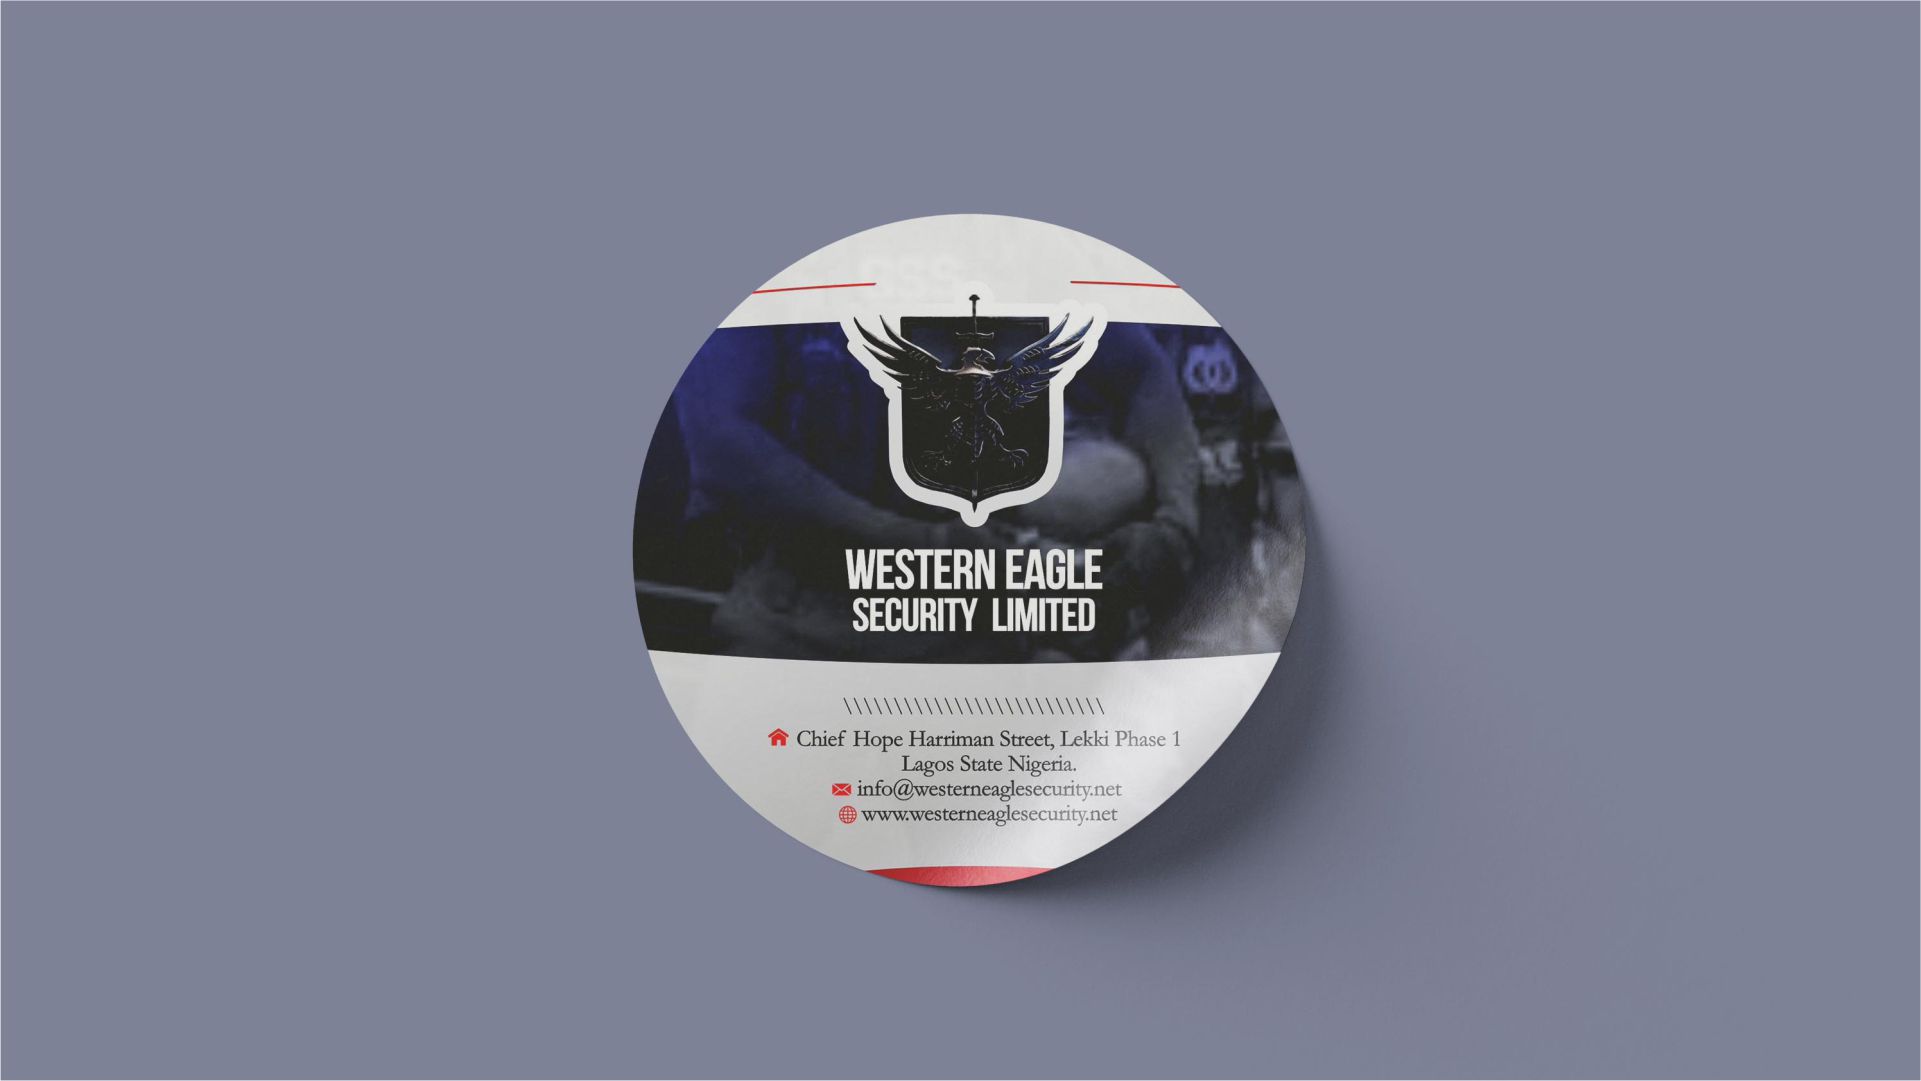 WESTERN EAGLE
SECURITY LIMITED
Chief Hope Harriman Street, Lekki Phase 1
Lagos State Nigeria.
info@westerneaglesecurity.net
www.westerneaglesecurity.net